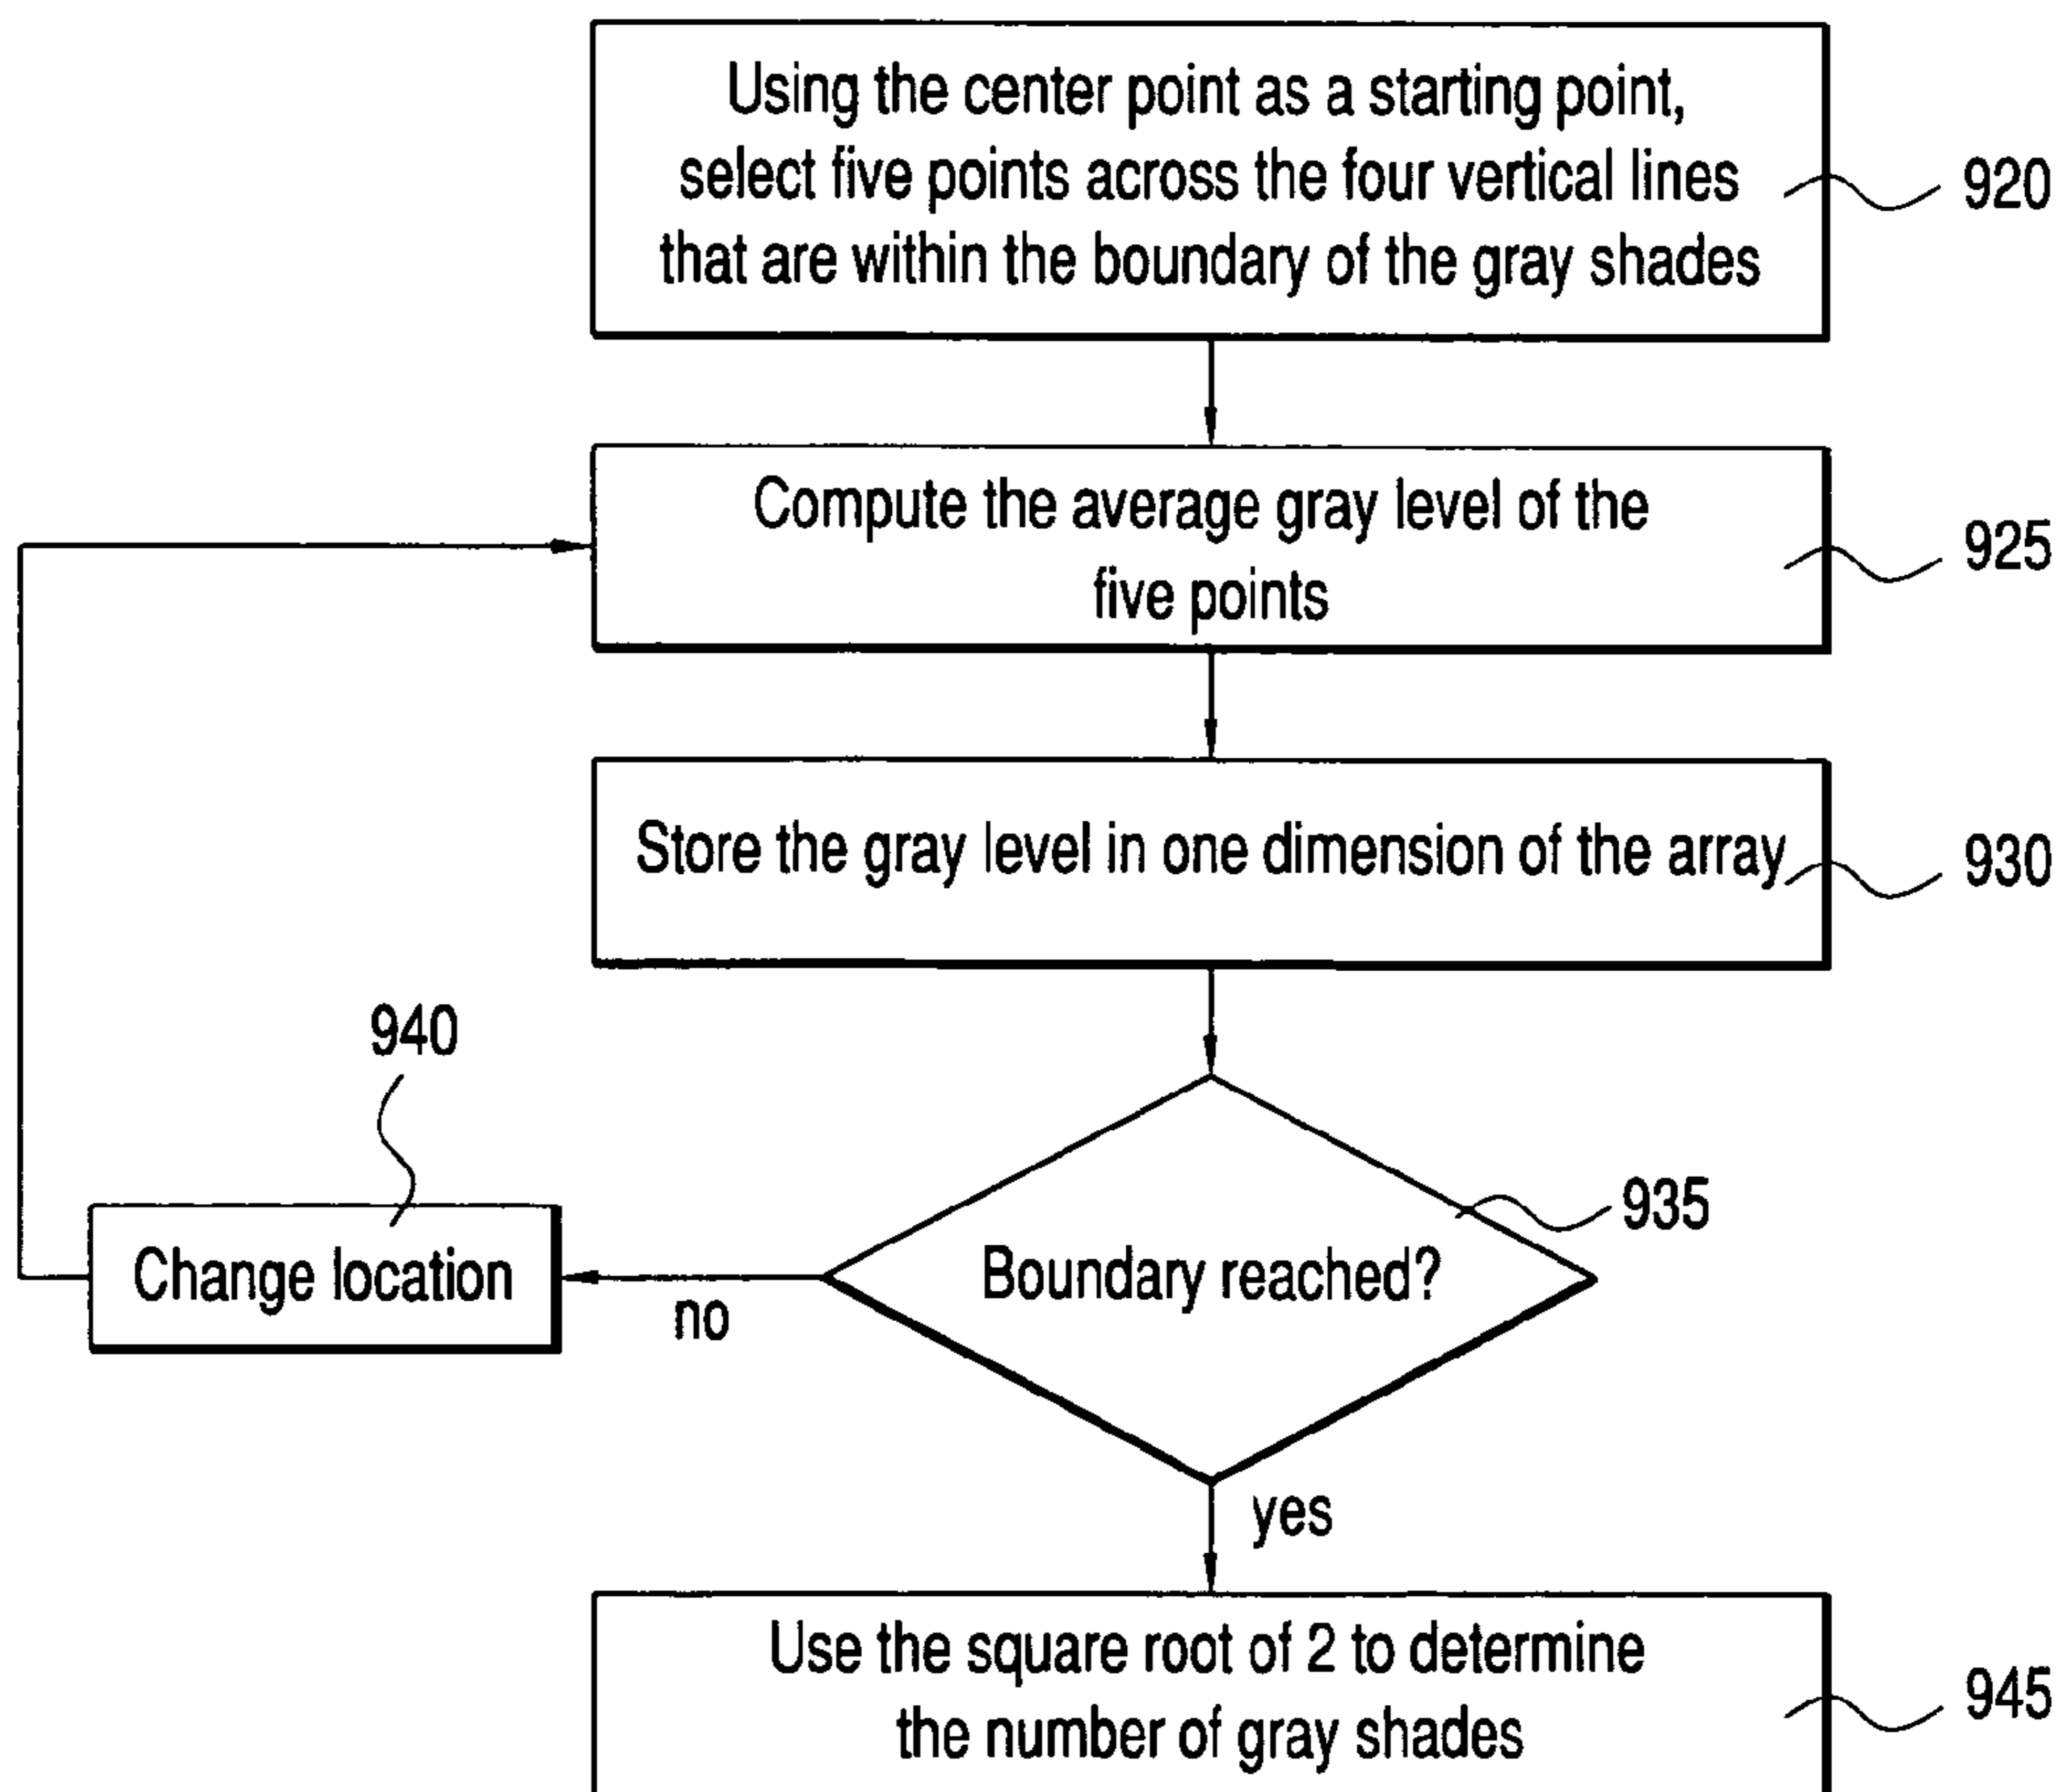 Using the center point as a starting point,
select five points across the four vertical lines
that are within the boundary of the gray shades
920
Compute the average gray level of the
five points
925
Store the gray level in one dimension of the array
930
940
935
Change location
no
Boundary reached?
yes
Use the square root of 2 to determine
the number of gray shades
945